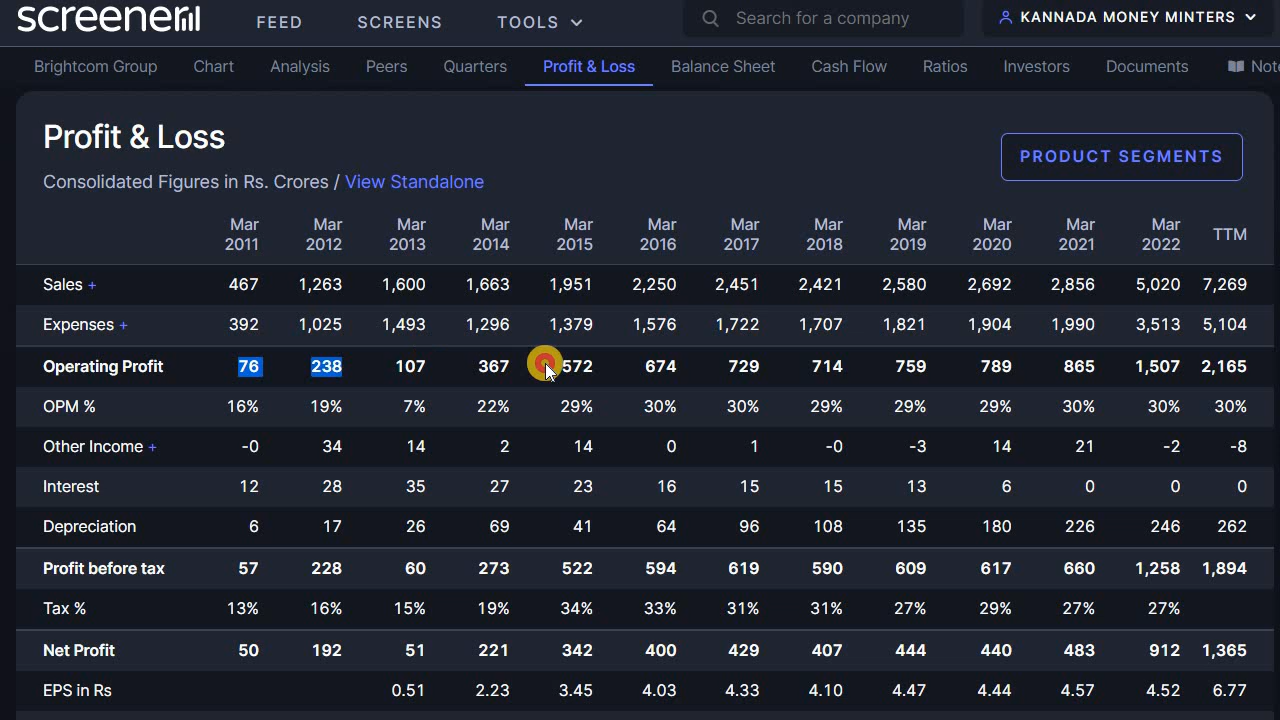 screener
FEED SCREENS TOOLS Search for a company KANNADA MONEY MINTERS
Brightcom Group Chart Analysis Peers Quarters Profit & Loss Balance Sheet Cash Flow Ratios Investors Documents Note
Profit & Loss
PRODUCT SEGMENTS
Consolidated Figures in Rs. Crores / View Standalone
Mar 2011 Mar 2012 Mar 2013 Mar 2014 Mar 2015 Mar 2016 Mar 2017 Mar 2018 Mar 2019 Mar 2020 Mar 2021 Mar 2022 TTM
Sales + 467 1,263 1,600 1,663 1,951 2,250 2,451 2,421 2,580 2,692 2,856 5,020 7,269
Expenses + 392 1,025 1,493 1,296 1,379 1,576 1,722 1,707 1,821 1,904 1,990 3,513 5,104
Operating Profit 76 238 107 367 572 674 729 714 759 789 865 1,507 2,165
OPM % 16% 19% 7% 22% 29% 30% 30% 29% 29% 29% 30% 30% 30%
Other Income + -0 34 14 2 14 0 1 -0 -3 14 21 -2 -8
Interest 12 28 35 27 23 16 15 15 13 6 0 0 0
Depreciation 6 17 26 69 41 64 96 108 135 180 226 246 262
Profit before tax 57 228 60 273 522 594 619 590 609 617 660 1,258 1,894
Tax % 13% 16% 15% 19% 34% 33% 31% 31% 27% 29% 27% 27%
Net Profit 50 192 51 221 342 400 429 407 444 440 483 912 1,365
EPS in Rs 0.51 2.23 3.45 4.03 4.33 4.10 4.47 4.44 4.57 4.52 6.77